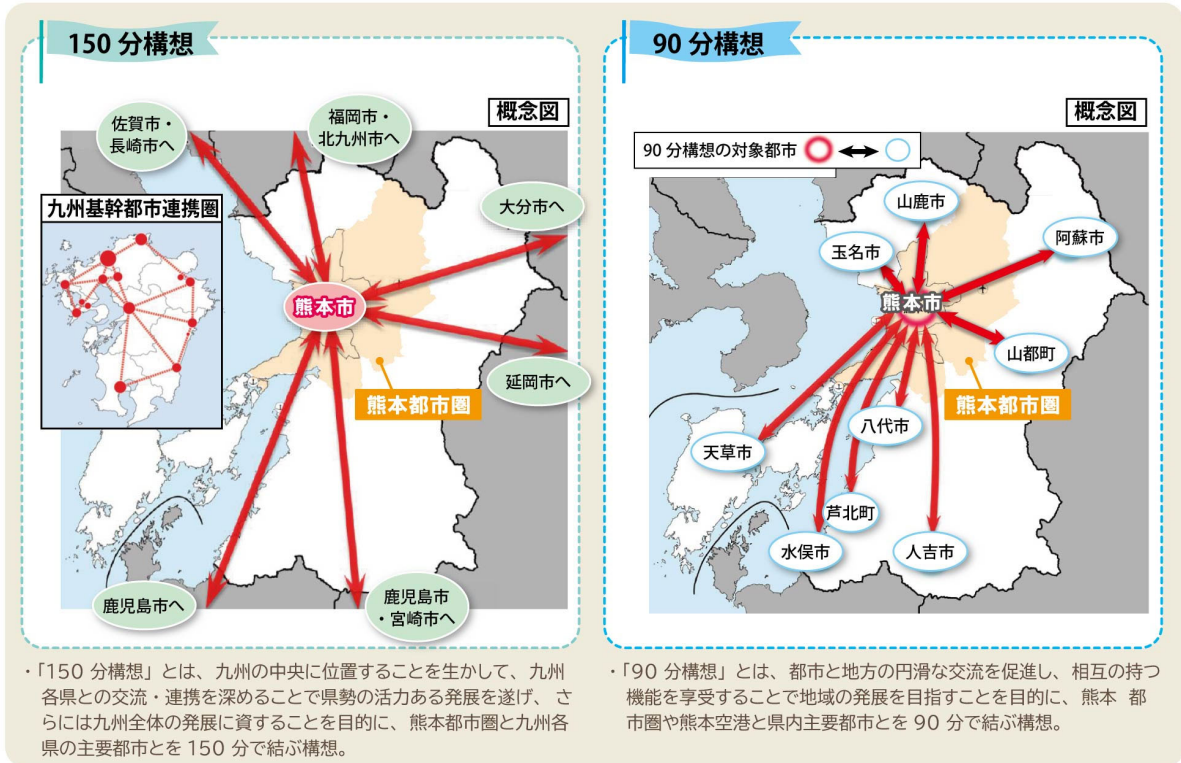 150 分構想
概念図
佐賀市・
長崎市へ
福岡市・
北九州市へ
大分市へ
九州基幹都市連携圏
熊本市
延岡市へ
熊本都市圏
鹿児島市へ
鹿児島市
・宮崎市へ
・「150 分構想」とは、九州の中央に位置することを生かして、九州
各県との交流・連携を深めることで県勢の活力ある発展を遂げ、さ
らには九州全体の発展に資することを目的に、熊本都市圏と九州各
県の主要都市とを 150 分で結ぶ構想。
90 分構想
概念図
90 分構想の対象都市
山鹿市
玉名市
阿蘇市
熊本市
山都町
熊本都市圏
八代市
天草市
芦北町
水俣市
人吉市
・「90 分構想」とは、都市と地方の円滑な交流を促進し、相互の持つ
機能を享受することで地域の発展を目指すことを目的に、熊本 都
市圏や熊本空港と県内主要都市とを 90 分で結ぶ構想。